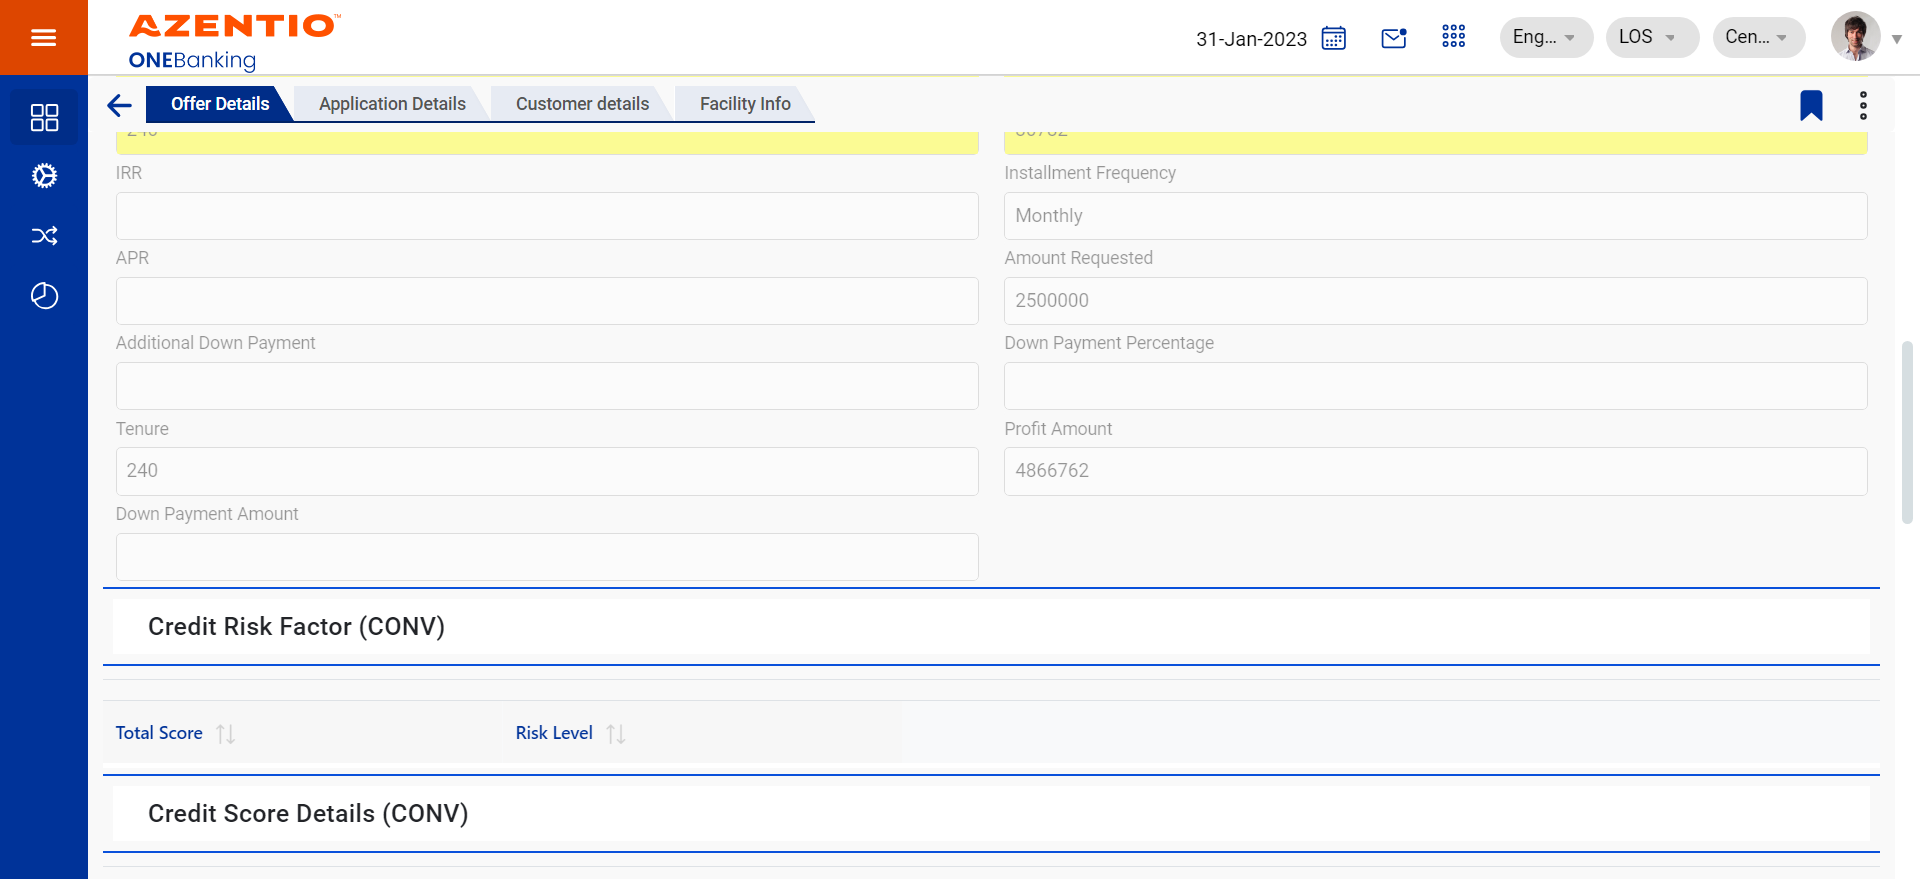 AZENTIO™
ONEBanking
31-Jan-2023
Eng...
LOS
Cen...
Offer Details
Application Details
Customer details
Facility Info
IRR
Installment Frequency
Monthly
APR
Amount Requested
2500000
Additional Down Payment
Down Payment Percentage
Tenure
Profit Amount
240
4866762
Down Payment Amount
Credit Risk Factor (CONV)
Total Score
Risk Level
Credit Score Details (CONV)